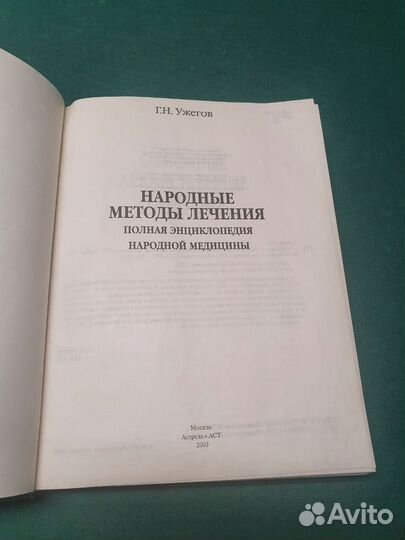 Г.Н. Ужегов
НАРОДНЫЕ
МЕТОДЫ ЛЕЧЕНИЯ
ПОЛНАЯ ЭНЦИКЛОПЕДИЯ
НАРОДНОЙ МЕДИЦИНЫ
Москва
Астрель • АСТ
2003
Avito